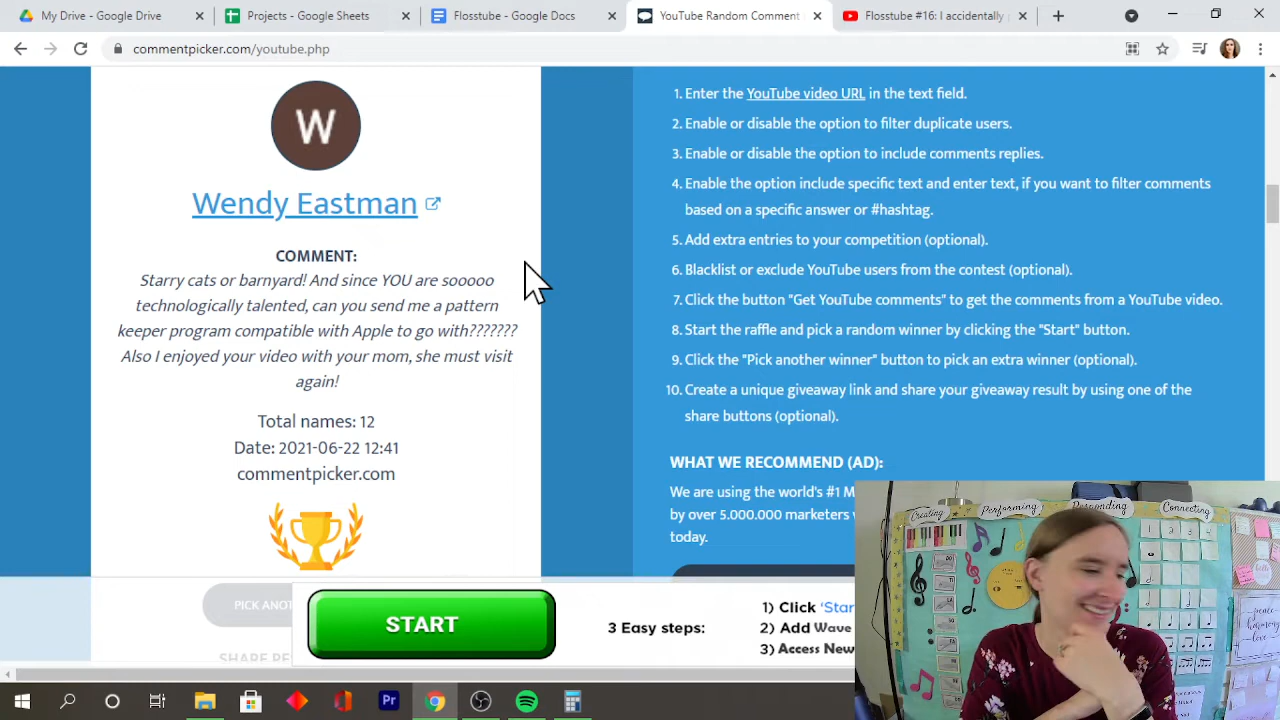 My Drive - Google Drive
Projects - Google Sheets
Flosstube - Google Docs
YouTube Random Comment
Flosstube #16: I accidentally
commentpicker.com/youtube.php
W
Wendy Eastman
COMMENT:
Starry cats or barnyard! And since YOU are sooooo
technologically talented, can you send me a pattern
keeper program compatible with Apple to go with???????
Also I enjoyed your video with your mom, she must visit
again!
Total names: 12
Date: 2021-06-22 12:41
commentpicker.com
PICK ANOT
SHARE RE
START
3 Easy steps:
1) Click 'Star
2) Add Wave
3) Access New
1. Enter the YouTube video URL in the text field.
2. Enable or disable the option to filter duplicate users.
3. Enable or disable the option to include comments replies.
4. Enable the option include specific text and enter text, if you want to filter comments
based on a specific answer or #hashtag.
5. Add extra entries to your competition (optional).
6. Blacklist or exclude YouTube users from the contest (optional).
7. Click the button "Get YouTube comments" to get the comments from a YouTube video.
8. Start the raffle and pick a random winner by clicking the "Start" button.
9. Click the "Pick another winner" button to pick an extra winner (optional).
10. Create a unique giveaway link and share your giveaway result by using one of the
share buttons (optional).
WHAT WE RECOMMEND (AD):
We are using the world's #1 M
by over 5.000.000 marketers
today.
Creating
Connecting
Pr